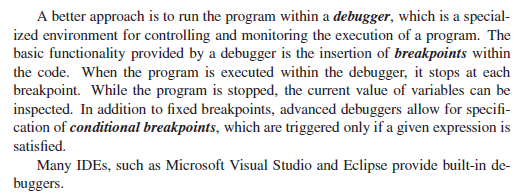 A better approach is to run the program within a debugger, which is a special-
ized environment for controlling and monitoring the execution of a program. The
basic functionality provided by a debugger is the insertion of breakpoints within
the code. When the program is executed within the debugger, it stops at each
breakpoint. While the program is stopped, the current value of variables can be
inspected. In addition to fixed breakpoints, advanced debuggers allow for specifi-
cation of conditional breakpoints, which are triggered only if a given expression is
satisfied.
Many IDEs, such as Microsoft Visual Studio and Eclipse provide built-in de-
buggers.